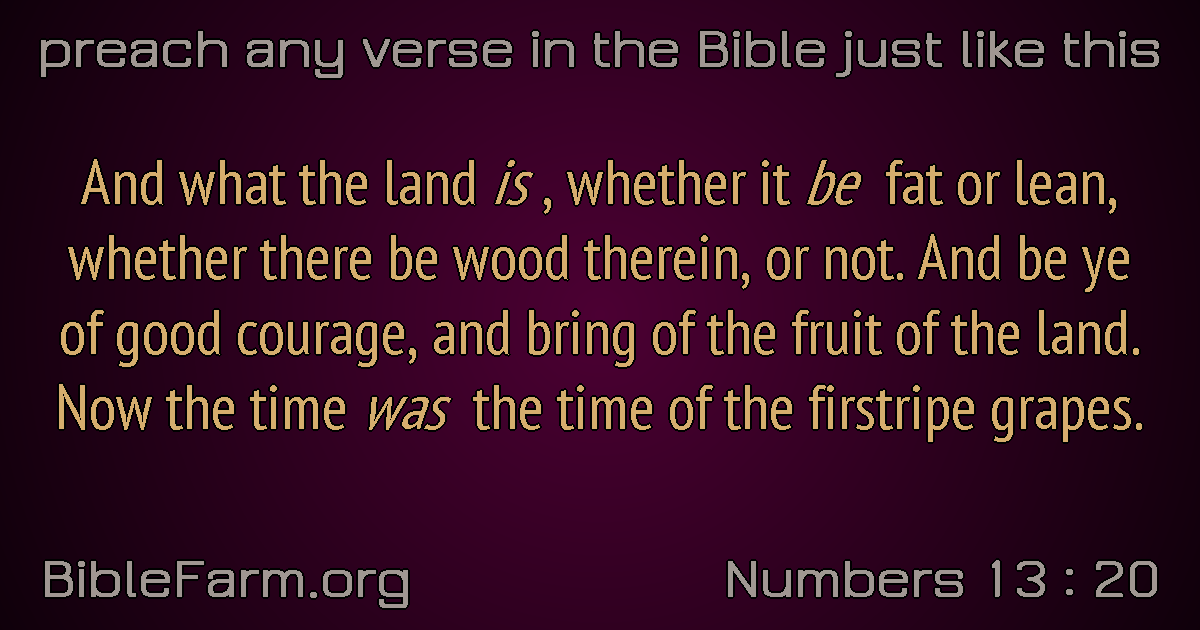 preach any verse in the Bible just like this
And what the land is , whether it be fat or lean,
whether there be wood therein, or not. And be ye
of good courage, and bring of the fruit of the land.
Now the time was the time of the firstripe grapes.
BibleFarm.org
Numbers 13 : 20